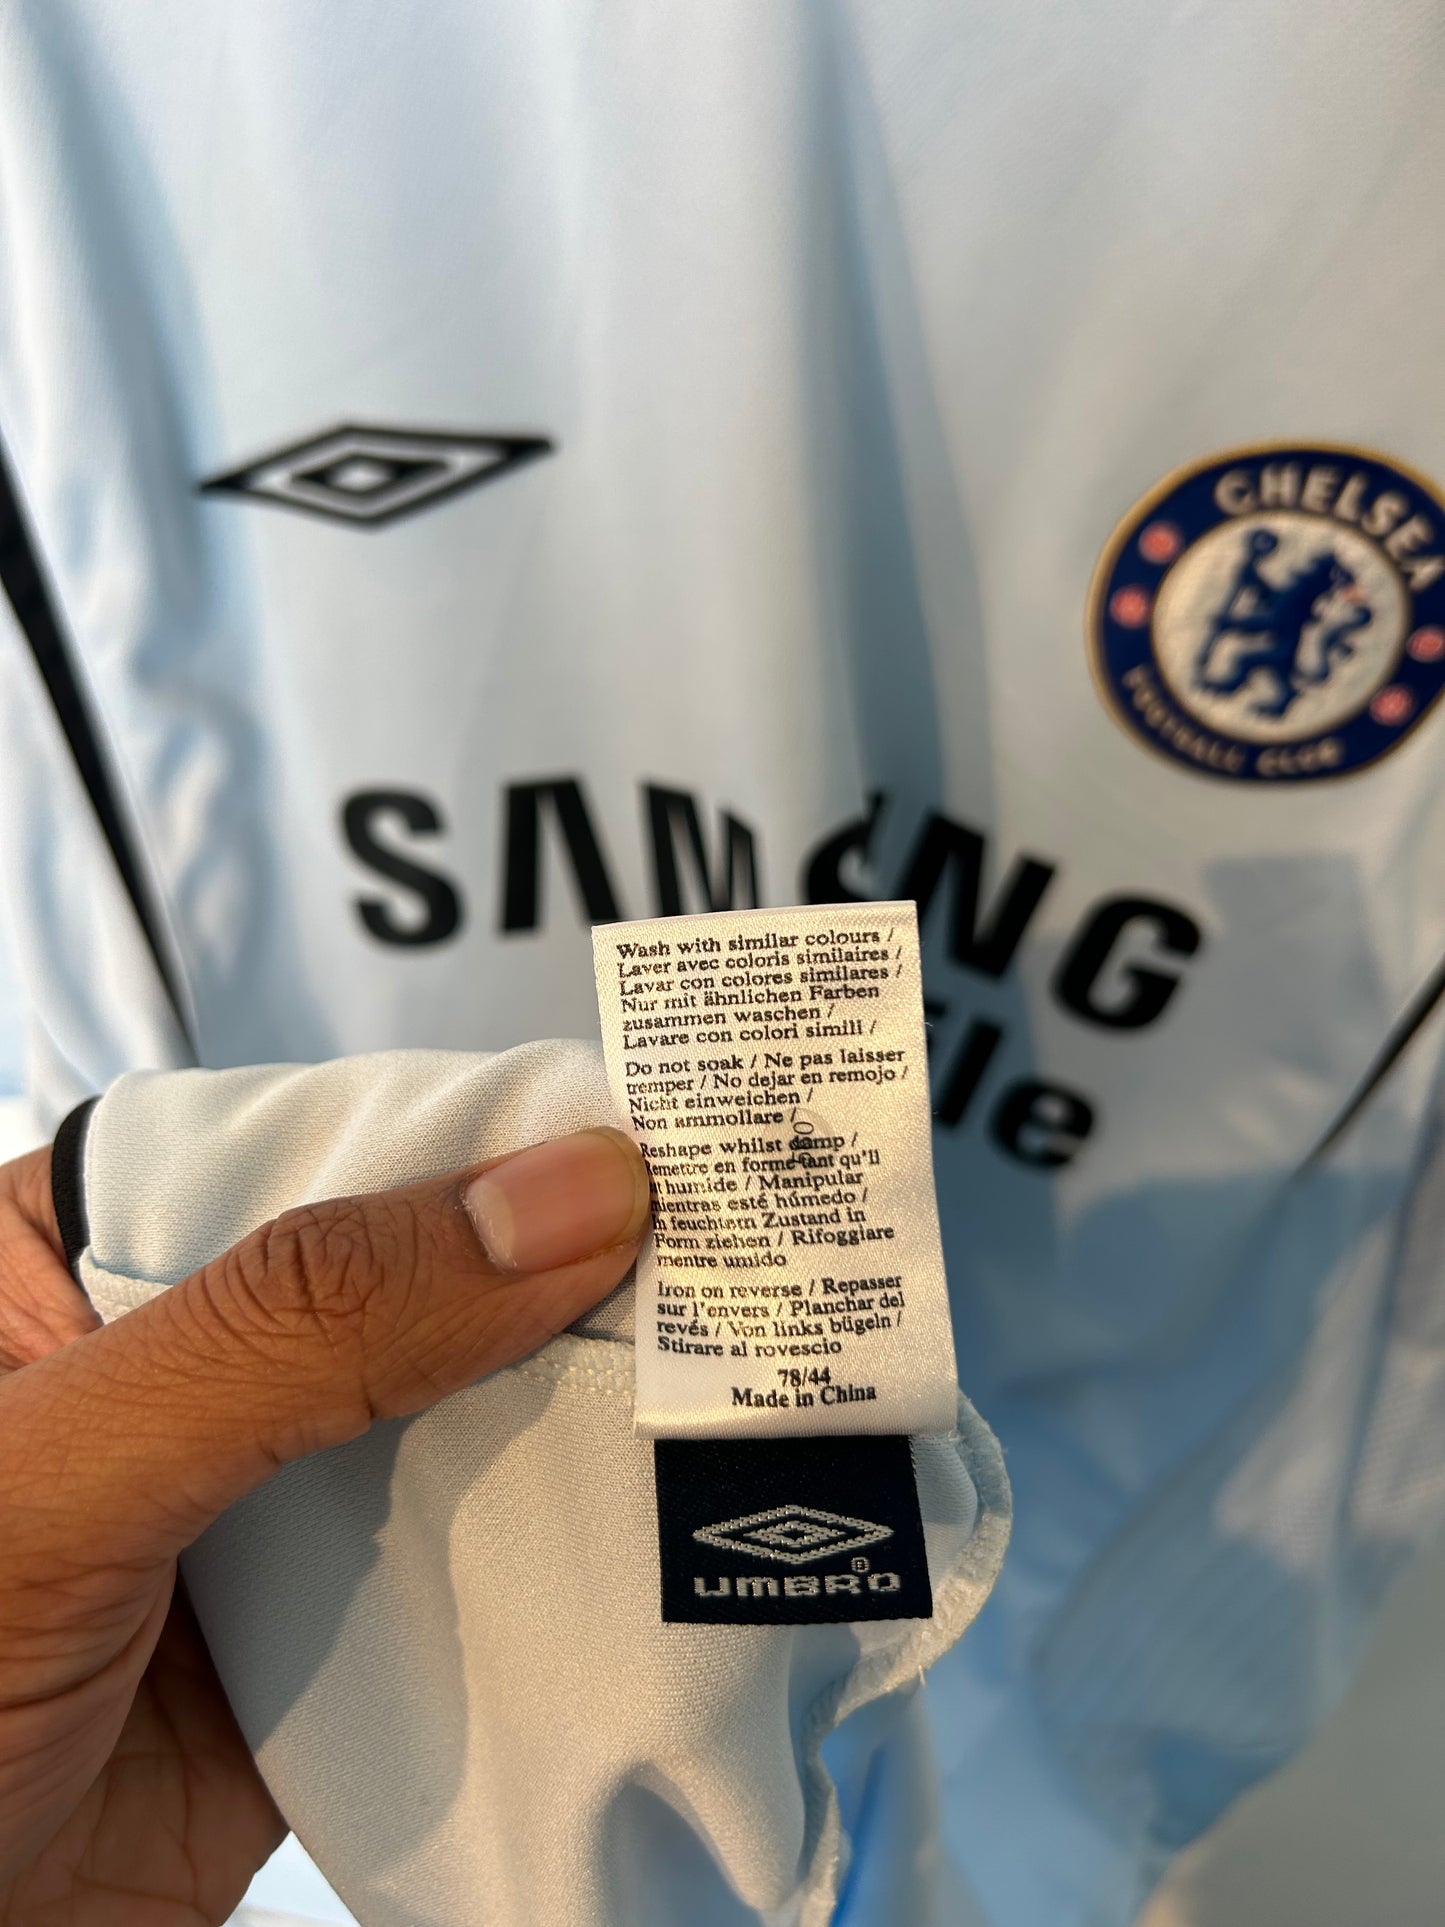 CHELSEA
FOOTBALL CLUB
SAMSUNG
Wash with similar colours /
Laver avec coloris similaires /
Lavar con colores similares /
Nur mit ähnlichen Farben
zusammen waschen /
Lavare con colori simili /
Do not soak / Ne pas laisser
tremper / No dejar en remojo /
Nicht einweichen /
Non ammollare /
Reshape whilst damp /
Remettre en forme tant qu'il
humide / Manipular
mientras esté húmedo /
In feuchtem Zustand in
Form ziehen / Rifoggiare
mentre umido
Iron on reverse / Repasser
sur l'envers / Planchar del
revés / Von links bügeln /
Stirare al rovescio
78/44
Made in China
UMBRO®